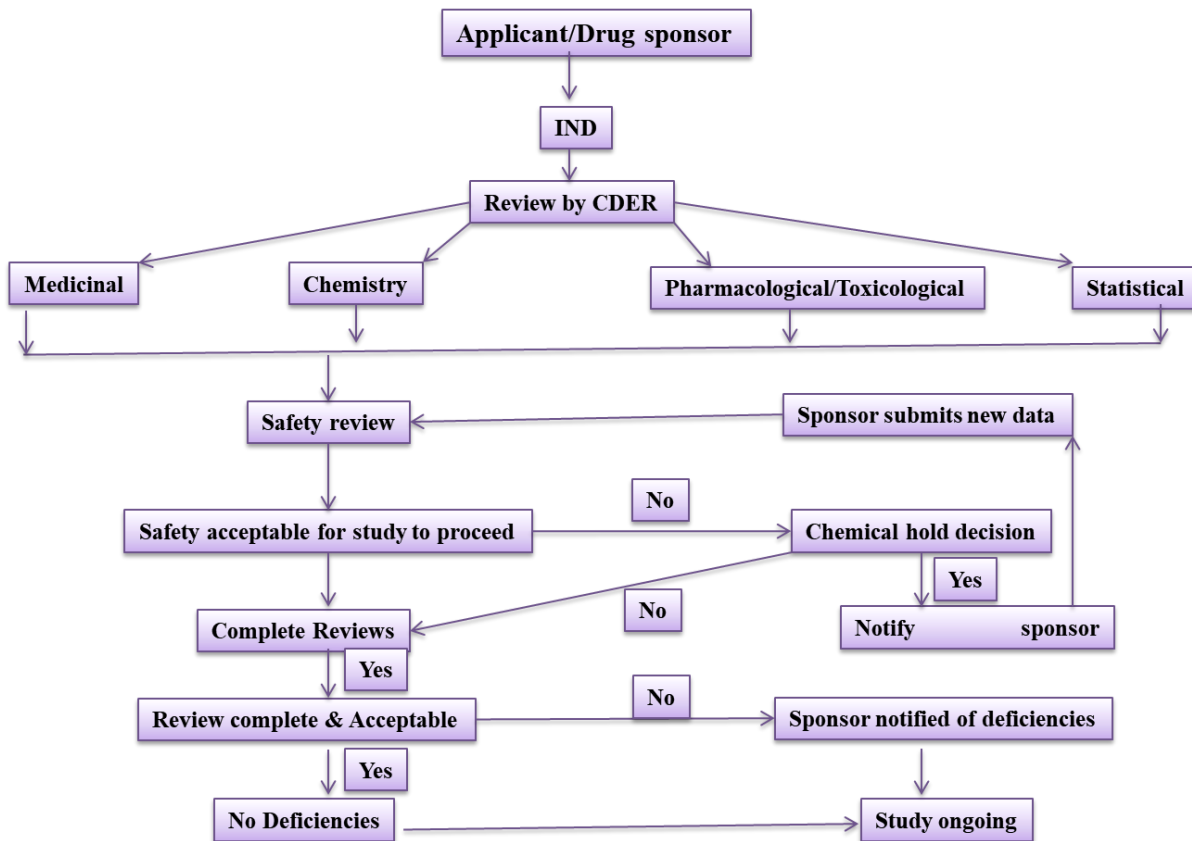 Applicant/Drug sponsor
IND
Review by CDER
Medicinal
Chemistry
Pharmacological/Toxicological
Statistical
Safety review
Sponsor submits new data
No
Safety acceptable for study to proceed
Chemical hold decision
Yes
No
Complete Reviews
Notify sponsor
Yes
No
Review complete & Acceptable
Sponsor notified of deficiencies
Yes
No Deficiencies
Study ongoing